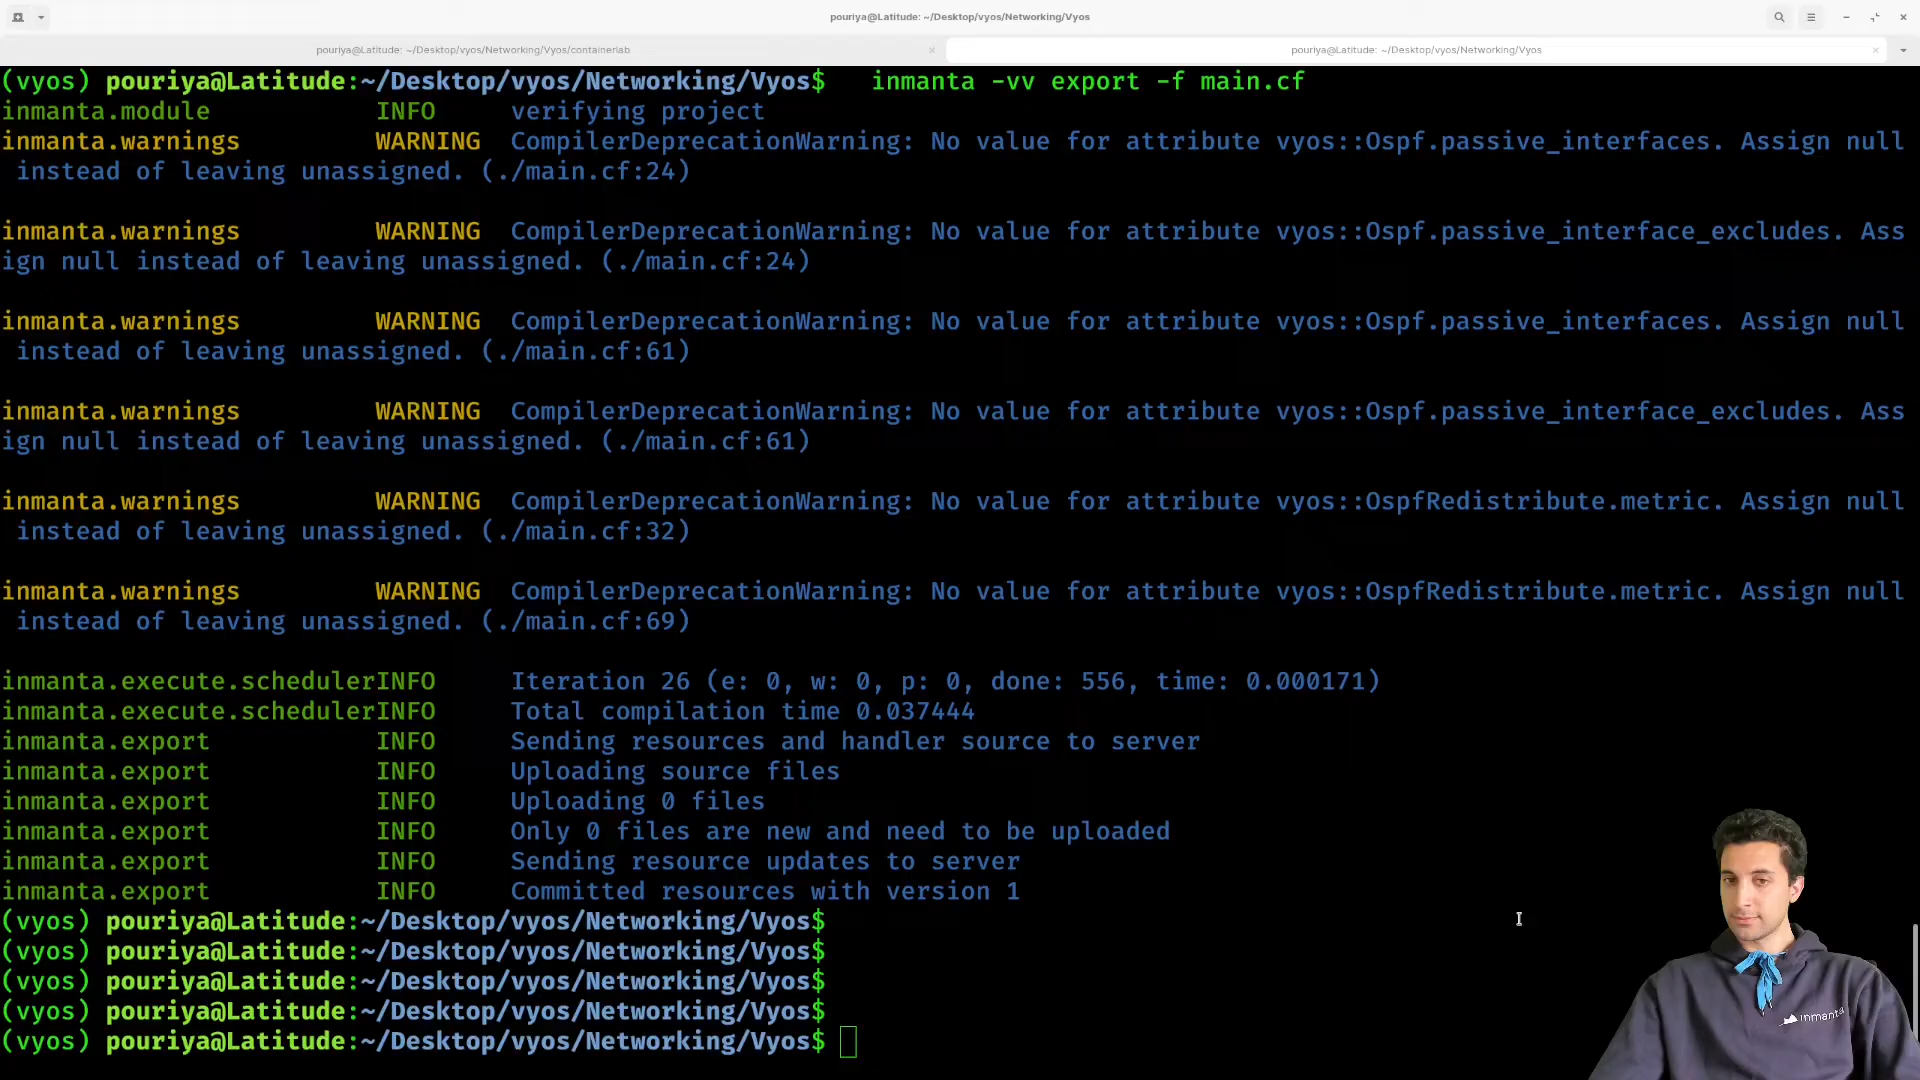 pouriya@Latitude: ~/Desktop/vyos/Networking/Vyos
pouriya@Latitude: ~/Desktop/vyos/Networking/Vyos/containerlab
pouriya@Latitude: ~/Desktop/vyos/Networking/Vyos
(vyos) pouriya@Latitude:~/Desktop/vyos/Networking/Vyos$   inmanta -vv export -f main.cf
inmanta.module           INFO     verifying project
inmanta.warnings         WARNING  CompilerDeprecationWarning: No value for attribute vyos::Ospf.passive_interfaces. Assign null
 instead of leaving unassigned. (./main.cf:24)
inmanta.warnings         WARNING  CompilerDeprecationWarning: No value for attribute vyos::Ospf.passive_interface_excludes. Ass
ign null instead of leaving unassigned. (./main.cf:24)
inmanta.warnings         WARNING  CompilerDeprecationWarning: No value for attribute vyos::Ospf.passive_interfaces. Assign null
 instead of leaving unassigned. (./main.cf:61)
inmanta.warnings         WARNING  CompilerDeprecationWarning: No value for attribute vyos::Ospf.passive_interface_excludes. Ass
ign null instead of leaving unassigned. (./main.cf:61)
inmanta.warnings         WARNING  CompilerDeprecationWarning: No value for attribute vyos::OspfRedistribute.metric. Assign null
 instead of leaving unassigned. (./main.cf:32)
inmanta.warnings         WARNING  CompilerDeprecationWarning: No value for attribute vyos::OspfRedistribute.metric. Assign null
 instead of leaving unassigned. (./main.cf:69)
inmanta.execute.schedulerINFO     Iteration 26 (e: 0, w: 0, p: 0, done: 556, time: 0.000171)
inmanta.execute.schedulerINFO     Total compilation time 0.037444
inmanta.export           INFO     Sending resources and handler source to server
inmanta.export           INFO     Uploading source files
inmanta.export           INFO     Uploading 0 files
inmanta.export           INFO     Only 0 files are new and need to be uploaded
inmanta.export           INFO     Sending resource updates to server
inmanta.export           INFO     Committed resources with version 1
(vyos) pouriya@Latitude:~/Desktop/vyos/Networking/Vyos$
(vyos) pouriya@Latitude:~/Desktop/vyos/Networking/Vyos$
(vyos) pouriya@Latitude:~/Desktop/vyos/Networking/Vyos$
(vyos) pouriya@Latitude:~/Desktop/vyos/Networking/Vyos$
(vyos) pouriya@Latitude:~/Desktop/vyos/Networking/Vyos$
inmanta